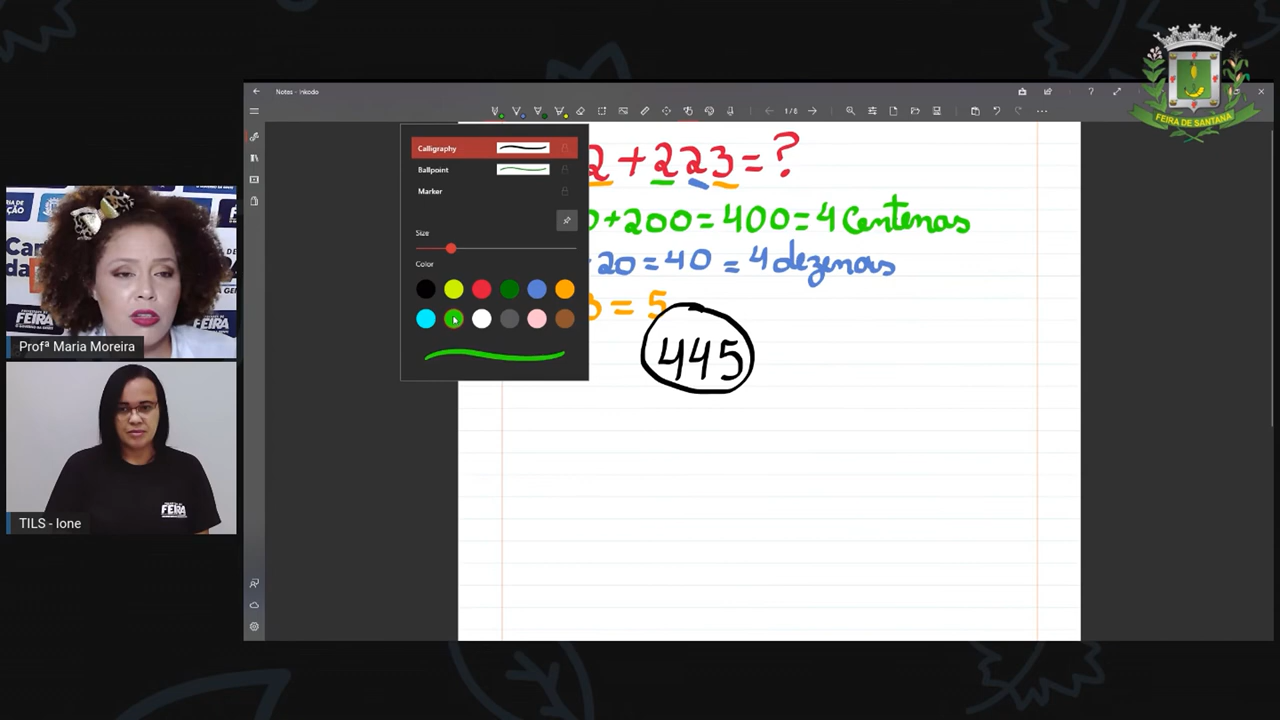 FEIRA DE SANTANA
Notes - Inkodo
1/8
2 + 223 = ?
0 + 200 = 400 = 4 Centenas
20 = 40 = 4 dezenas
3 = 5
445
Calligraphy
Ballpoint
Marker
Size
Color
FEIRA
Profª Maria Moreira
FEIRA
TILS - Ione